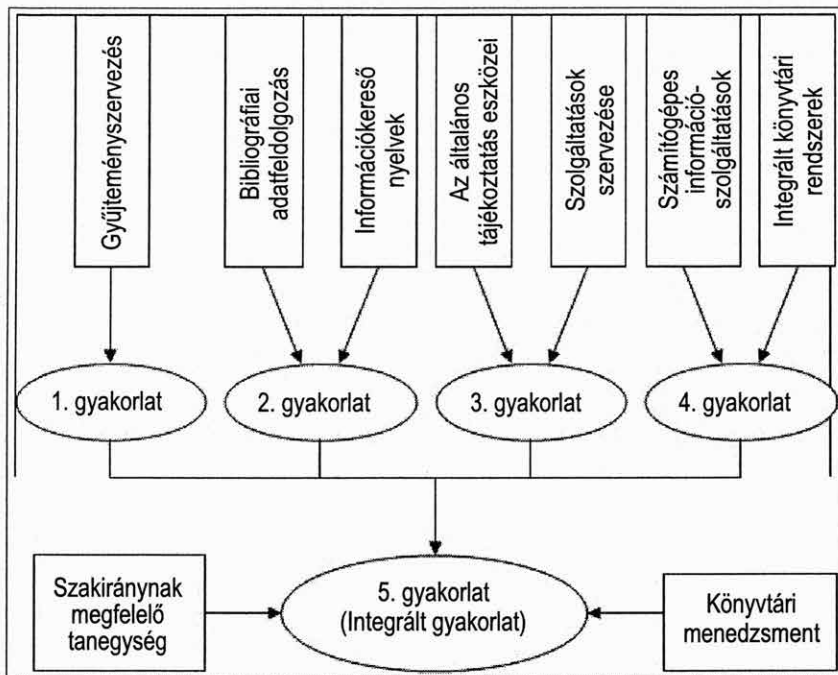 Gyűjteményszervezés
Bibliográfiai
adatfeldolgozás
Információkereső
nyelvek
Az általános
tájékoztatás eszközei
Szolgáltatások
szervezése
Számítógépes
információ-
szolgáltatások
Integrált könyvtári
rendszerek
1. gyakorlat
2. gyakorlat
3. gyakorlat
4. gyakorlat
Szakiránynak
megfelelő
tanegység
5. gyakorlat
(Integrált gyakorlat)
Könyvtári
menedzsment